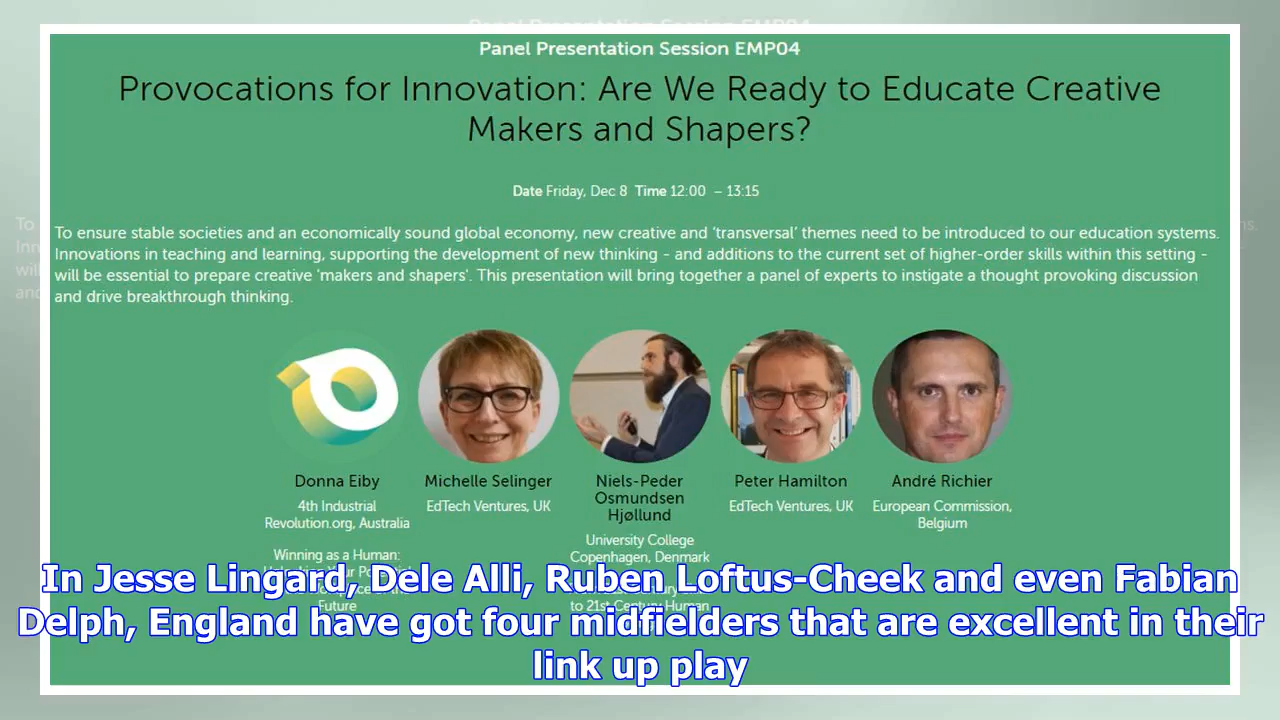 Panel Presentation Session EMP04
Provocations for Innovation: Are We Ready to Educate Creative
Makers and Shapers?
Date Friday, Dec 8 Time 12:00 – 13:15
To ensure stable societies and an economically sound global economy, new creative and ‘transversal’ themes need to be introduced to our education systems.
Innovations in teaching and learning, supporting the development of new thinking - and additions to the current set of higher-order skills within this setting -
will be essential to prepare creative 'makers and shapers'. This presentation will bring together a panel of experts to instigate a thought provoking discussion
and drive breakthrough thinking.
Donna Eiby
4th Industrial
Revolution.org, Australia
Winning as a Human:
Future
Michelle Selinger
EdTech Ventures, UK
Niels-Peder
Osmundsen
Hjøllund
University College
Copenhagen, Denmark
to 21st Century Human
Peter Hamilton
EdTech Ventures, UK
André Richier
European Commission,
Belgium
In Jesse Lingard, Dele Alli, Ruben Loftus-Cheek and even Fabian
Delph, England have got four midfielders that are excellent in their
link up play